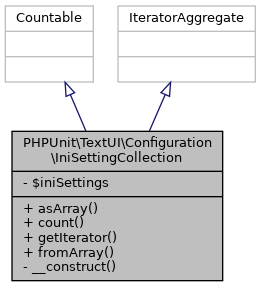 Countable
IteratorAggregate
PHPUnit\TextUI\Configuration
\IniSettingCollection
- $iniSettings
+ asArray()
+ count()
+ getIterator()
+ fromArray()
- __construct()